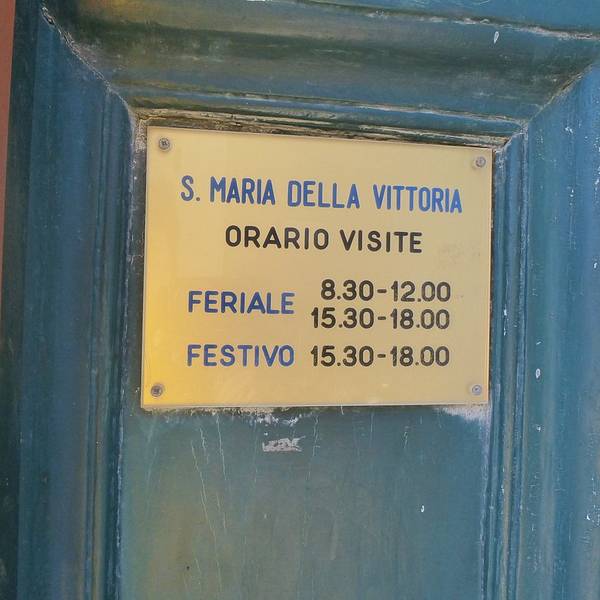 S. MARIA DELLA VITTORIA
ORARIO VISITE
FERIALE 8.30-12.00
15.30-18.00
FESTIVO 15.30-18.00